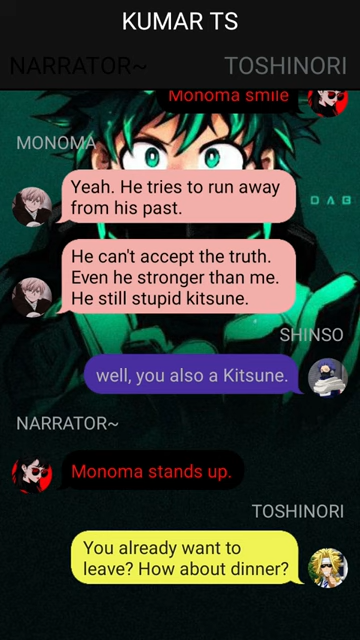 KUMAR TS
NARRATOR~
TOSHINORI
Monoma smile
MONOMA
Yeah. He tries to run away
from his past.
He can't accept the truth.
Even he stronger than me.
He still stupid kitsune.
SHINSO
well, you also a Kitsune.
NARRATOR~
Monoma stands up.
TOSHINORI
You already want to
leave? How about dinner?